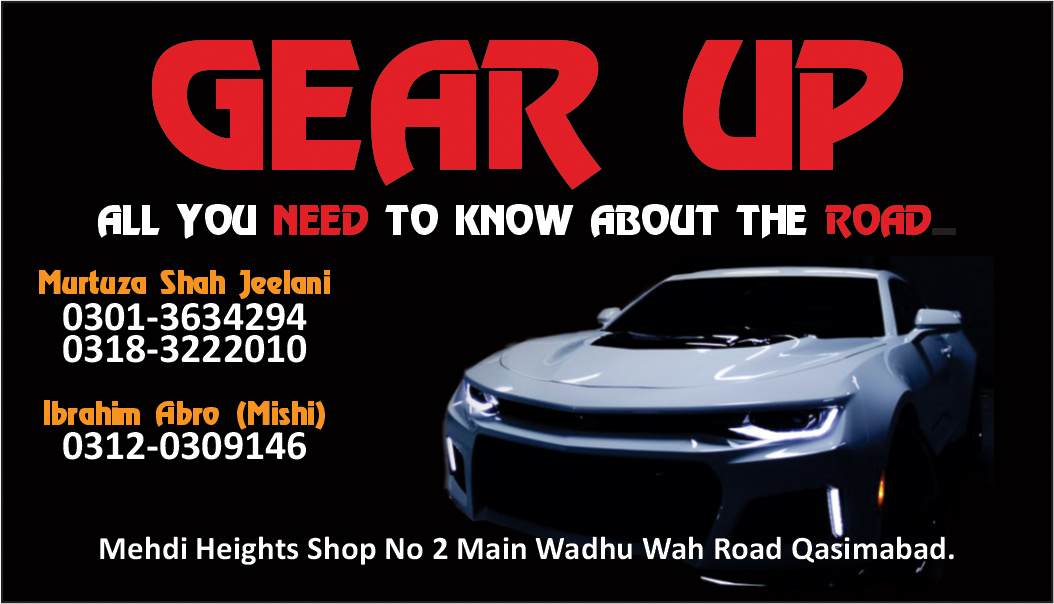 GEAR UP
ALL YOU NEED TO KNOW ABOUT THE ROAD_
Murtuza Shah Jeelani
0301-3634294
0318-3222010
Ibrahim Abro (Mishi)
0312-0309146
Mehdi Heights Shop No 2 Main Wadhu Wah Road Qasimabad.